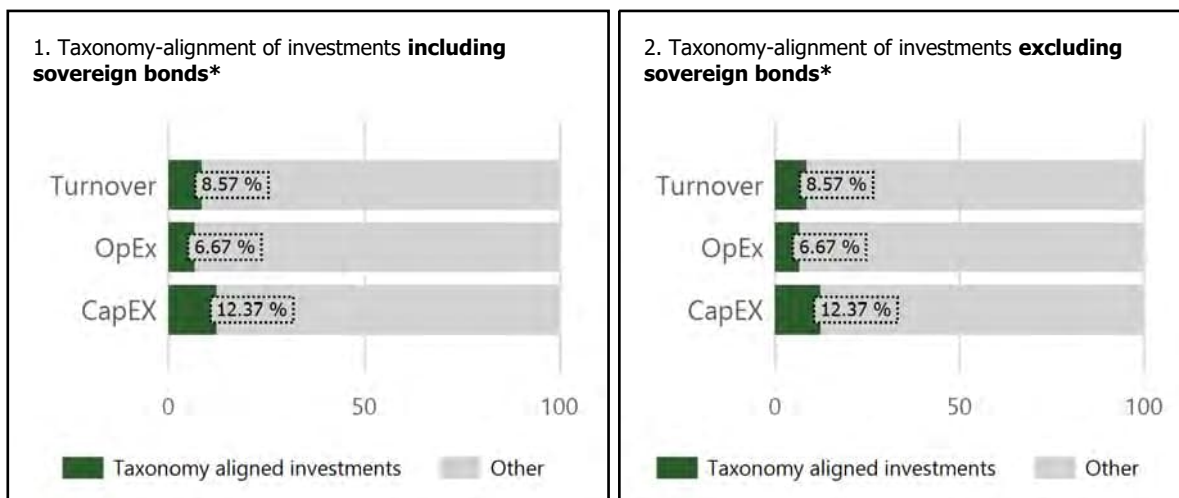 1. Taxonomy-alignment of investments including
sovereign bonds*
Turnover
8.57 %
OpEx
6.67 %
CapEX
12.37 %
0
50
100
Taxonomy aligned investments
Other
2. Taxonomy-alignment of investments excluding
sovereign bonds*
Turnover
8.57 %
OpEx
6.67 %
CapEX
12.37 %
0
50
100
Taxonomy aligned investments
Other